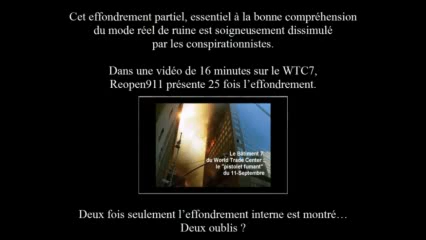 Cet effondrement partiel, essentiel à la bonne compréhension
du mode réel de ruine est soigneusement dissimulé
par les conspirationnistes.
Dans une vidéo de 16 minutes sur le WTC7,
Reopen911 présente 25 fois l'effondrement.
Le Bâtiment 7
du World Trade Center :
le "pistolet fumant"
du 11-Septembre
Deux fois seulement l'effondrement interne est montré…
Deux oublis ?